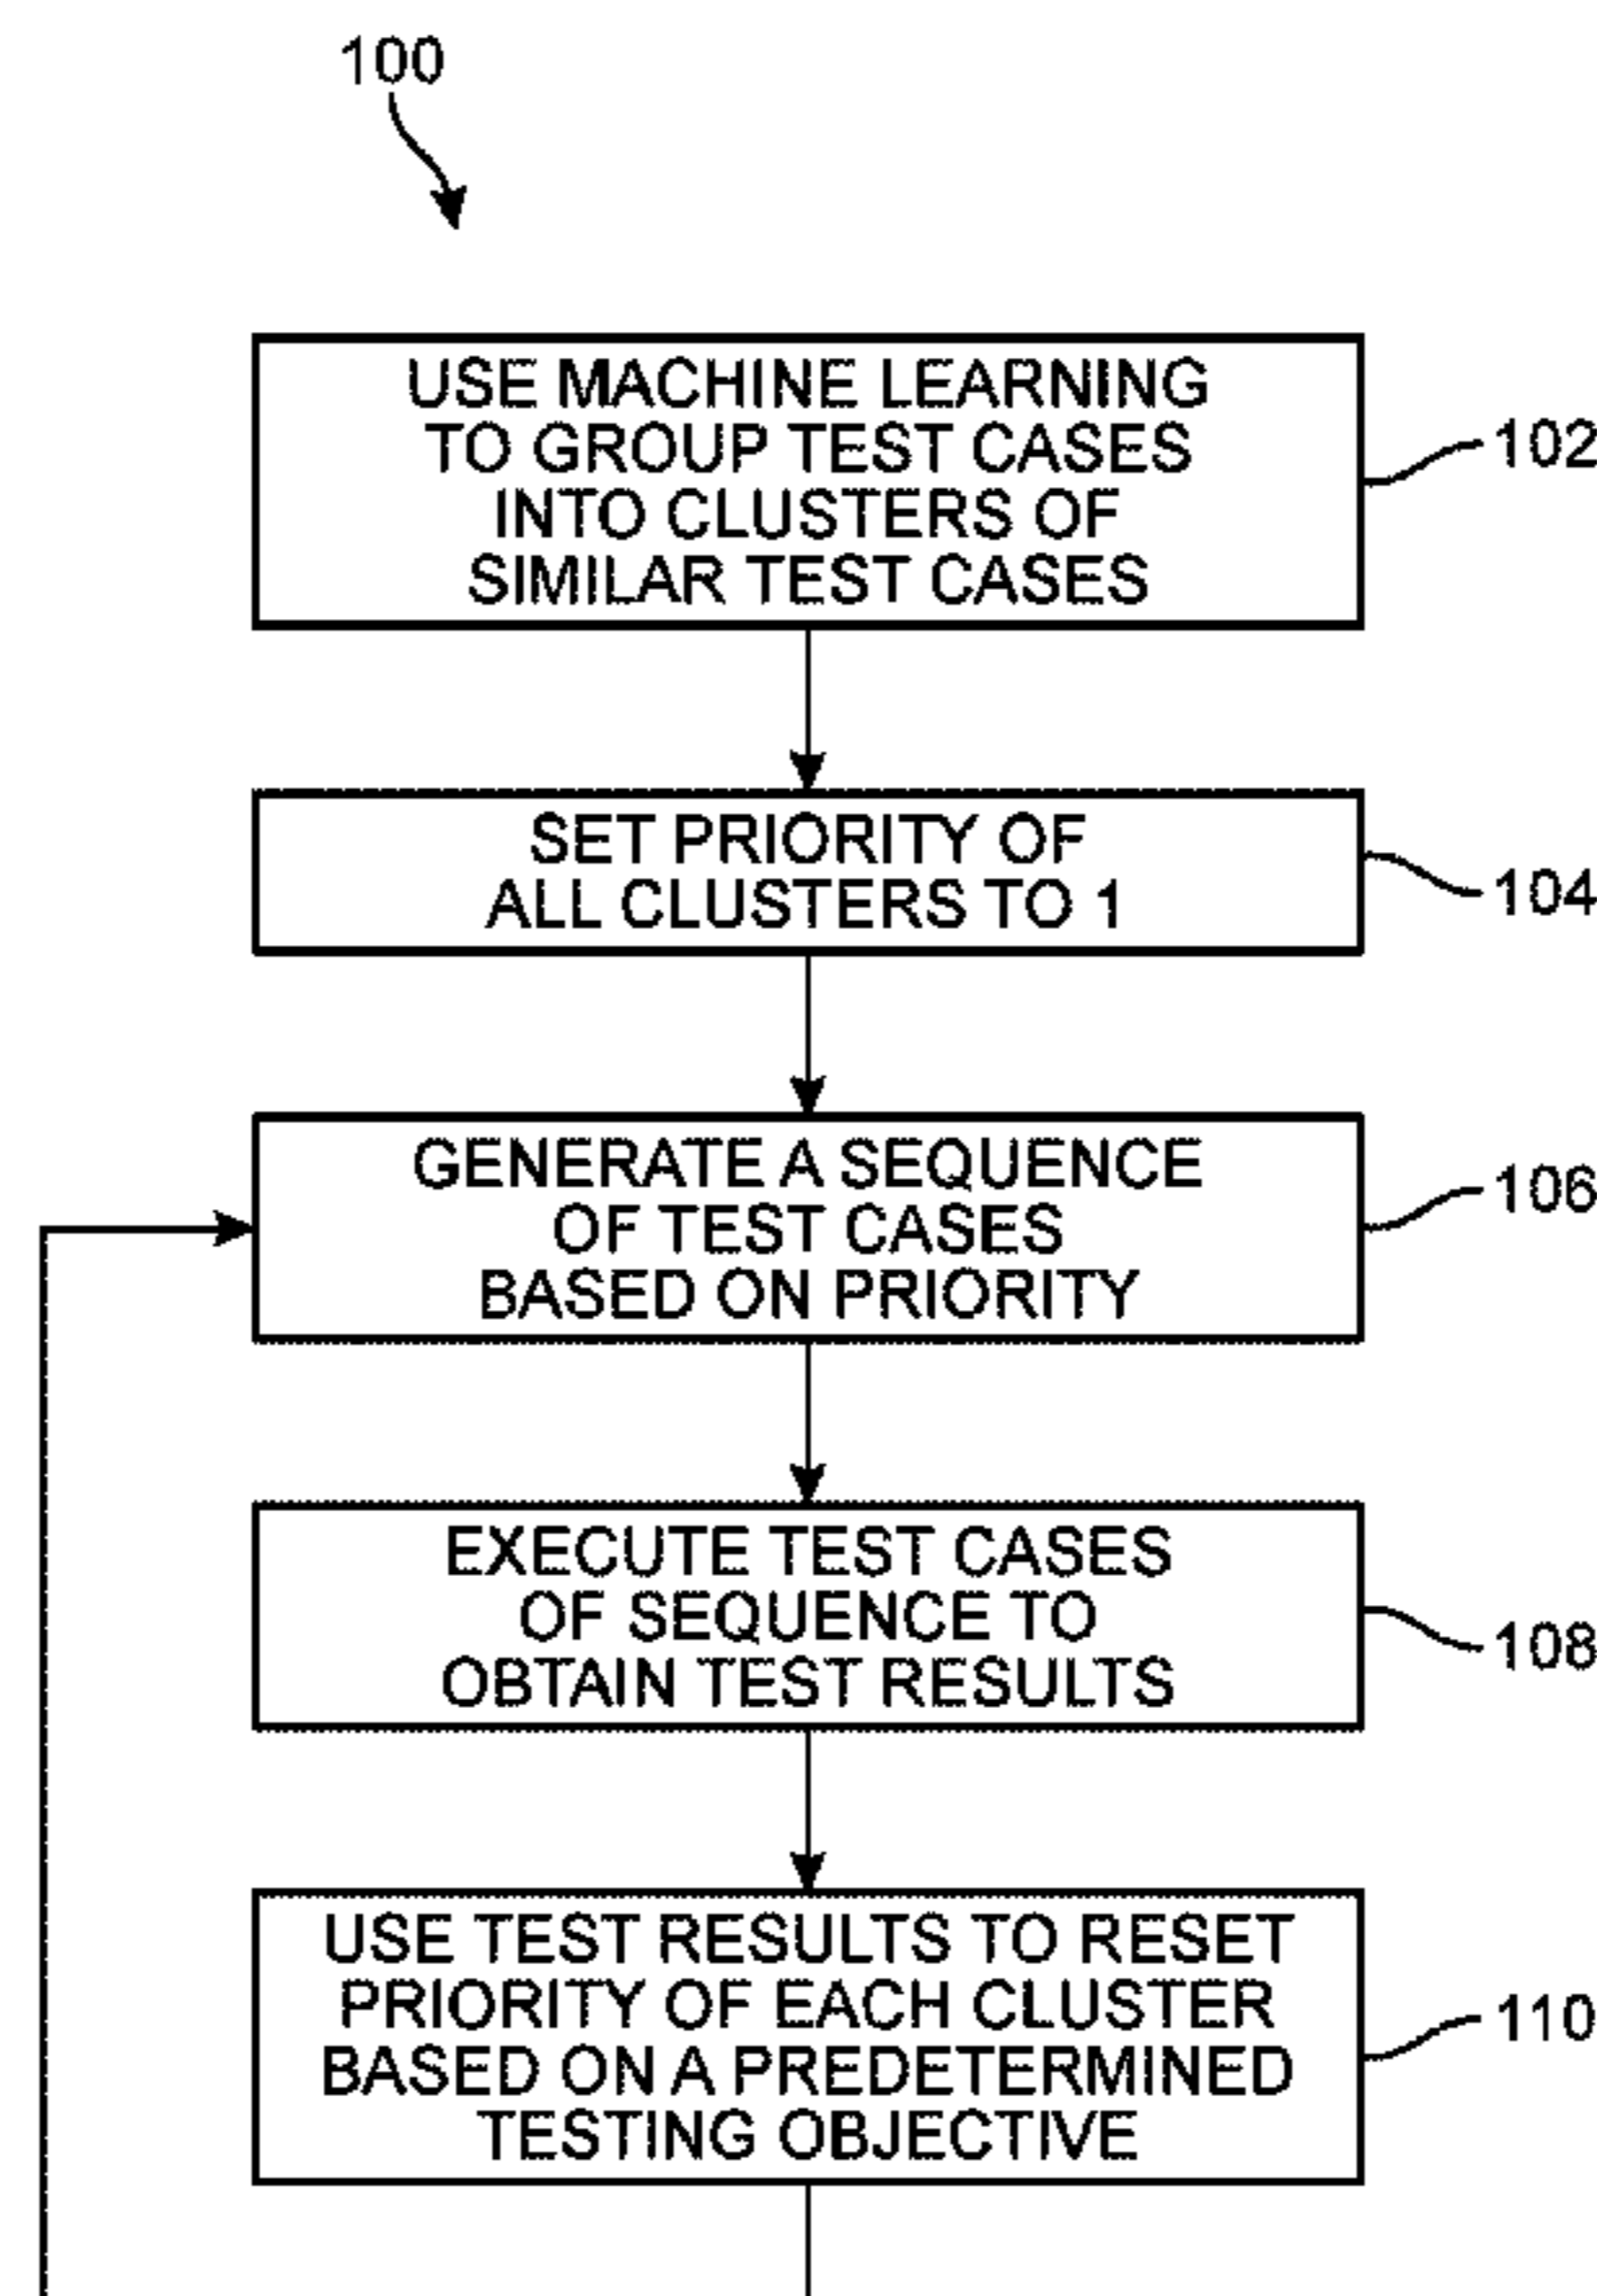 100
USE MACHINE LEARNING
TO GROUP TEST CASES
INTO CLUSTERS OF
SIMILAR TEST CASES
102
SET PRIORITY OF
ALL CLUSTERS TO 1
104
GENERATE A SEQUENCE
OF TEST CASES
BASED ON PRIORITY
106
EXECUTE TEST CASES
OF SEQUENCE TO
OBTAIN TEST RESULTS
108
USE TEST RESULTS TO RESET
PRIORITY OF EACH CLUSTER
BASED ON A PREDETERMINED
TESTING OBJECTIVE
110